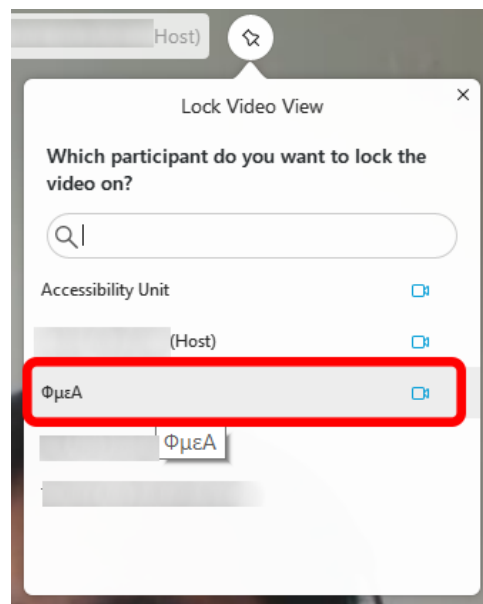 Host)
Lock Video View
Which participant do you want to lock the
video on?
Accessibility Unit
(Host)
ΦμεΑ
ΦμεΑ